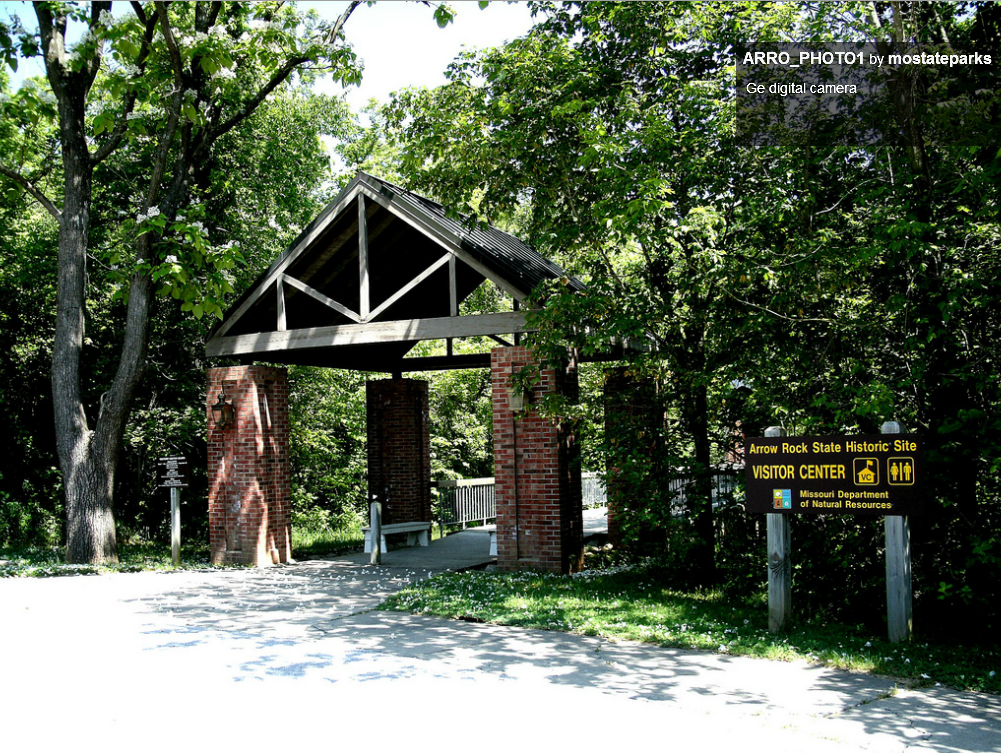 ARRO_PHOTO1 by mostateparks
Ge digital camera
Arrow Rock State Historic Site
VISITOR CENTER
VC
Missouri Department
of Natural Resources